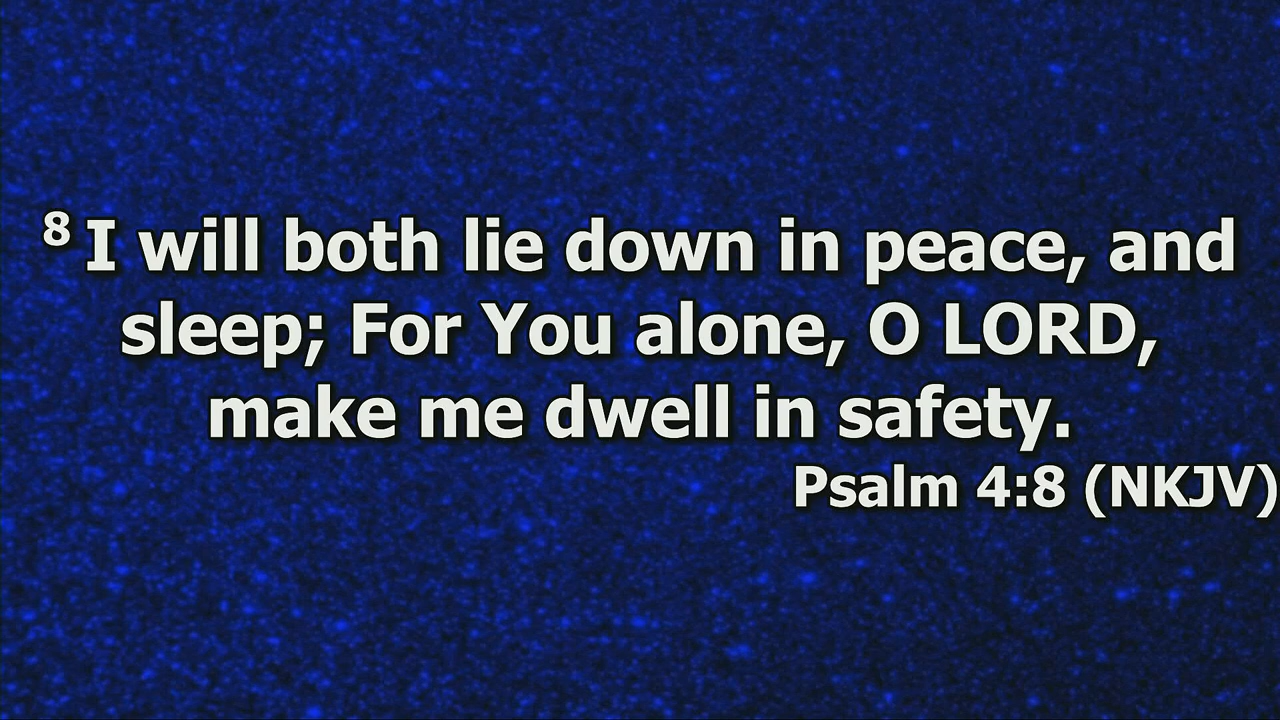 8 I will both lie down in peace, and
sleep; For You alone, O LORD,
make me dwell in safety.
Psalm 4:8 (NKJV)